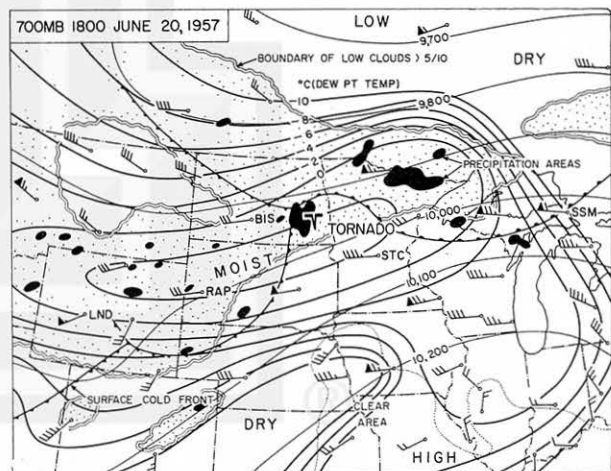 700MB 1800 JUNE 20, 1957
LOW
9,700
DRY
BOUNDARY OF LOW CLOUDS > 5/10
°C(DEW PT TEMP)
10
8
6
4
2
0
9,800
PRECIPITATION AREAS
BIS
TORNADO
10,000
SSM
MOIST
STC
10,100
RAP
LND
10,200
SURFACE COLD FRONT
DRY
CLEAR
AREA
HIGH